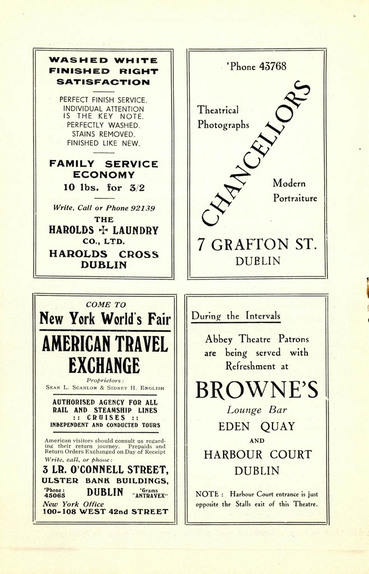 WASHED WHITE
FINISHED RIGHT
SATISFACTION
PERFECT FINISH SERVICE.
INDIVIDUAL ATTENTION
IS THE KEY NOTE.
PERFECTLY WASHED.
STAINS REMOVED.
FINISHED LIKE NEW.
FAMILY SERVICE
ECONOMY
10 lbs. for 3/2
Write, Call or Phone 92139
THE
HAROLDS ✢ LAUNDRY
CO., LTD.
HAROLDS CROSS
DUBLIN
'Phone 43768
Theatrical
Photographs
CHANCELLORS
Modern
Portraiture
7 GRAFTON ST.
DUBLIN
COME TO
New York World's Fair
AMERICAN TRAVEL
EXCHANGE
Proprietors:
SEAN L. SCANLOM & SIDNEY H. ENGLISH
AUTHORISED AGENCY FOR ALL
RAIL AND STEAMSHIP LINES
:: CRUISES ::
INDEPENDENT AND CONDUCTED TOURS
American visitors should consult us regard-
ing their return journey. Prepaids and
Return Orders Exchanged on Day of Receipt
Write, call, or phone:
3 LR. O'CONNELL STREET,
ULSTER BANK BUILDINGS,
'Phone: 45065 DUBLIN 'Grams "ANTRAVEX"
New York Office
100-108 WEST 42nd STREET
During the Intervals
Abbey Theatre Patrons
are being served with
Refreshment at
BROWNE'S
Lounge Bar
EDEN QUAY
AND
HARBOUR COURT
DUBLIN
NOTE : Harbour Court entrance is just
opposite the Stalls exit of this Theatre.